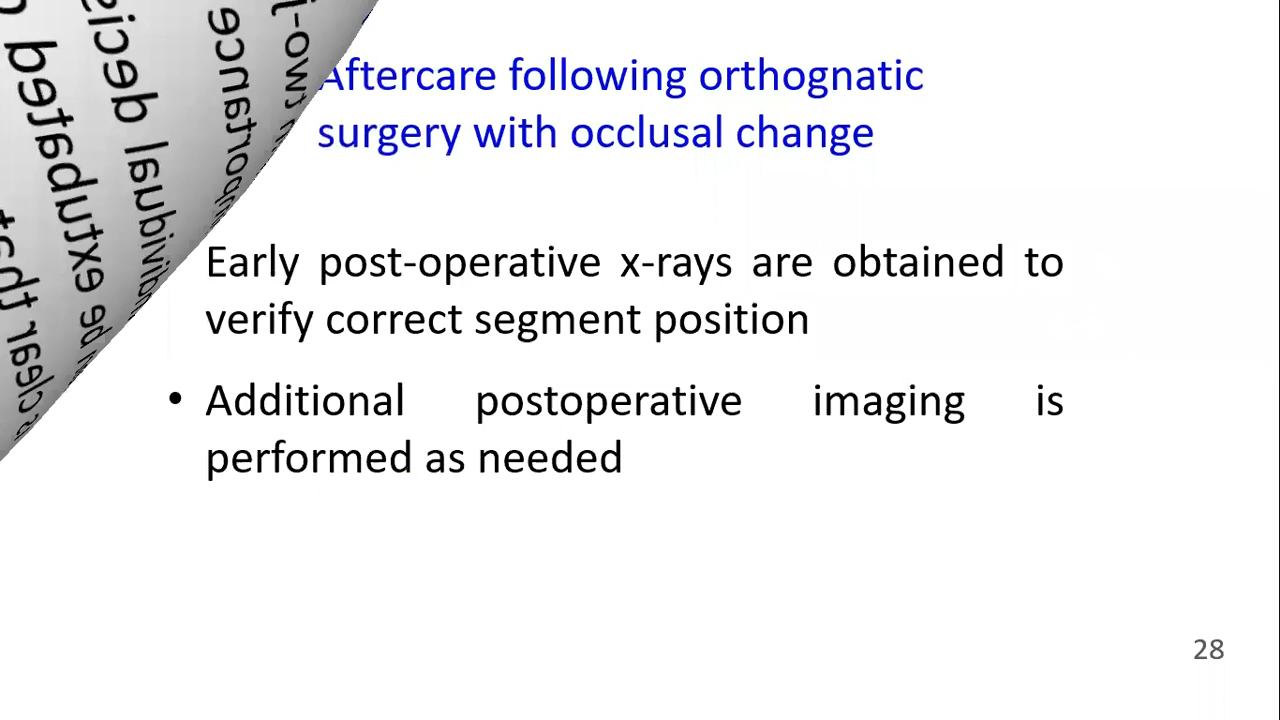 Aftercare following orthognatic
surgery with occlusal change
Early post-operative x-rays are obtained to
verify correct segment position
• Additional postoperative imaging is
performed as needed
28